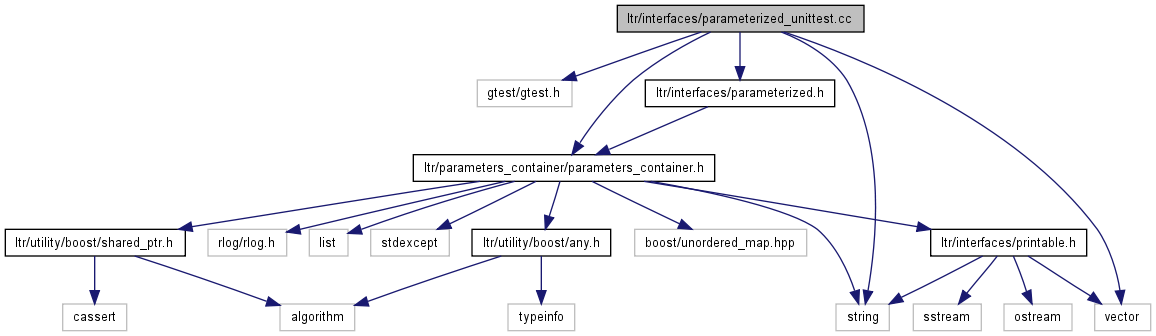 ltr/interfaces/parameterized_unittest.cc
gtest/gtest.h
ltr/interfaces/parameterized.h
ltr/parameters_container/parameters_container.h
ltr/utility/boost/shared_ptr.h
rlog/rlog.h
list
stdexcept
ltr/utility/boost/any.h
boost/unordered_map.hpp
ltr/interfaces/printable.h
cassert
algorithm
typeinfo
string
sstream
ostream
vector